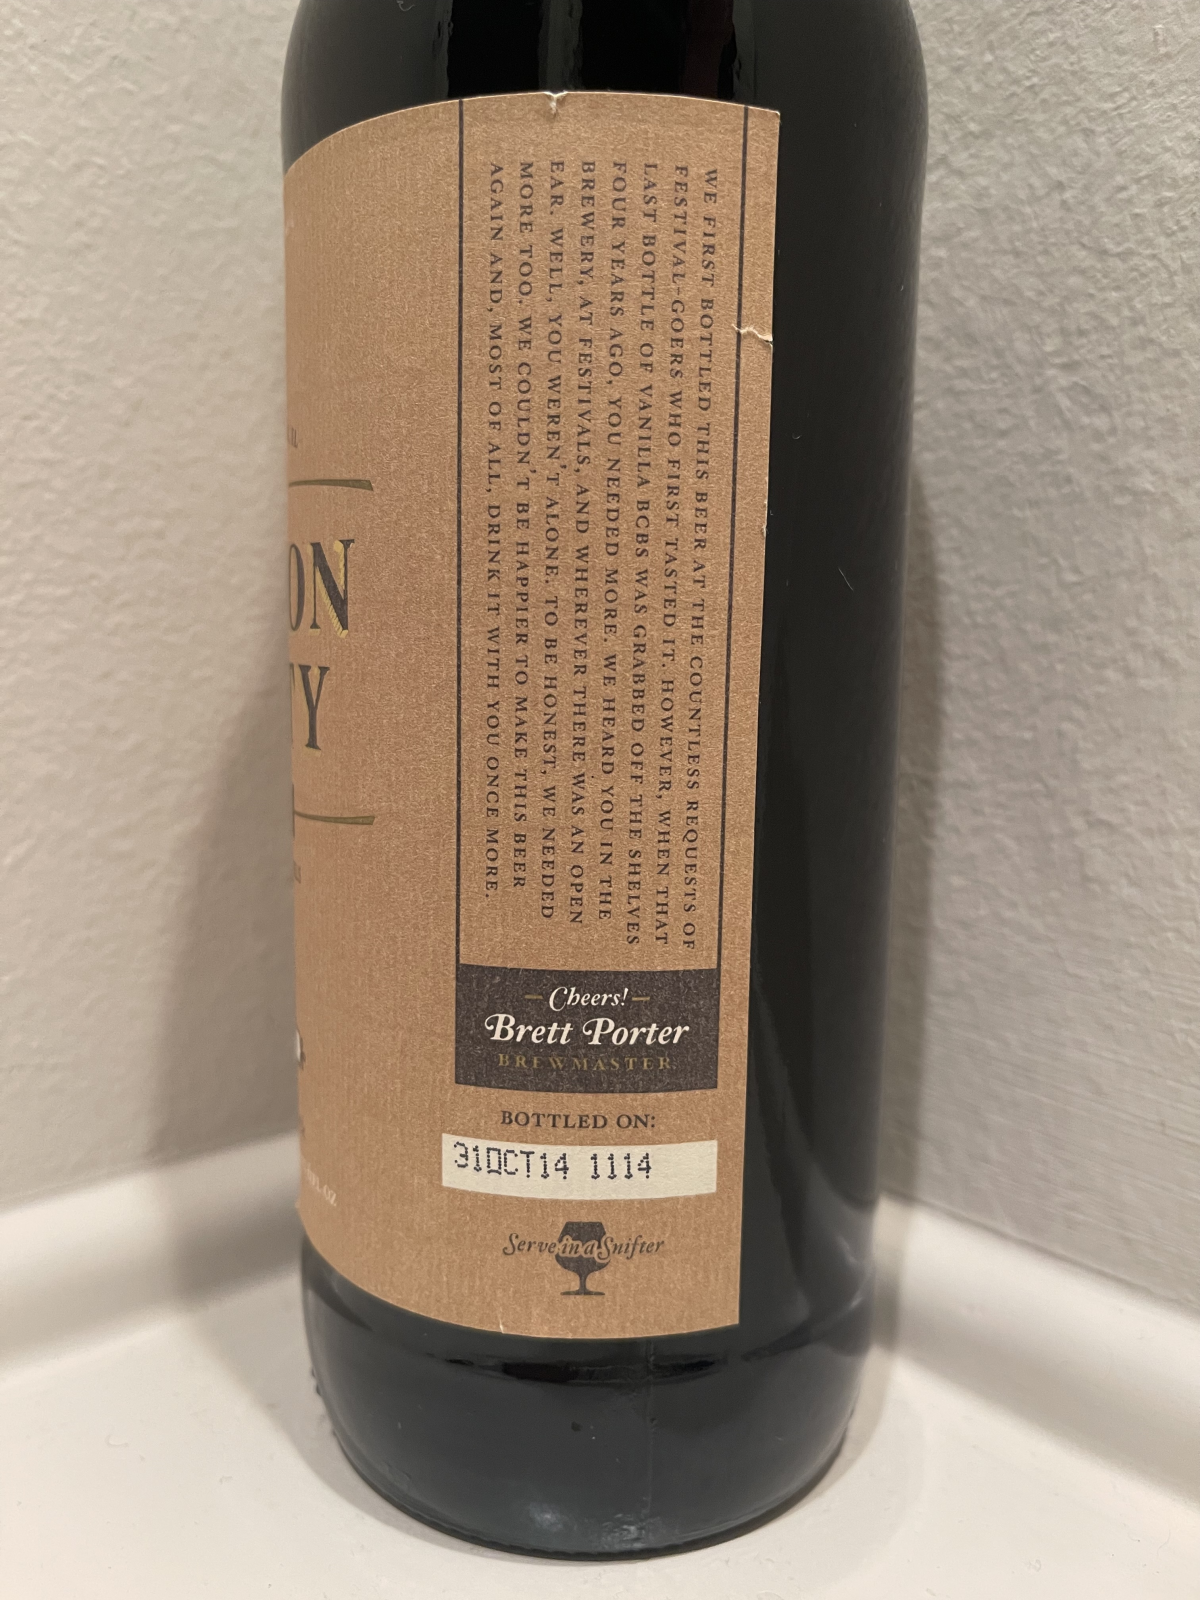 WE FIRST BOTTLED THIS BEER AT THE COUNTLESS REQUESTS OF
FESTIVAL-GOERS WHO FIRST TASTED IT. HOWEVER, WHEN THAT
LAST BOTTLE OF VANILLA BCBS WAS GRABBED OFF THE SHELVES
FOUR YEARS AGO, YOU NEEDED MORE. WE HEARD YOU IN THE
BREWERY, AT FESTIVALS, AND WHEREVER THERE WAS AN OPEN
EAR. WELL, YOU WEREN'T ALONE. TO BE HONEST, WE NEEDED
MORE TOO. WE COULDN'T BE HAPPIER TO MAKE THIS BEER
AGAIN AND, MOST OF ALL, DRINK IT WITH YOU ONCE MORE.
— Cheers! —
Brett Porter
BREWMASTER
BOTTLED ON:
31OCT14 1114
Serve in a Snifter
ON
TY